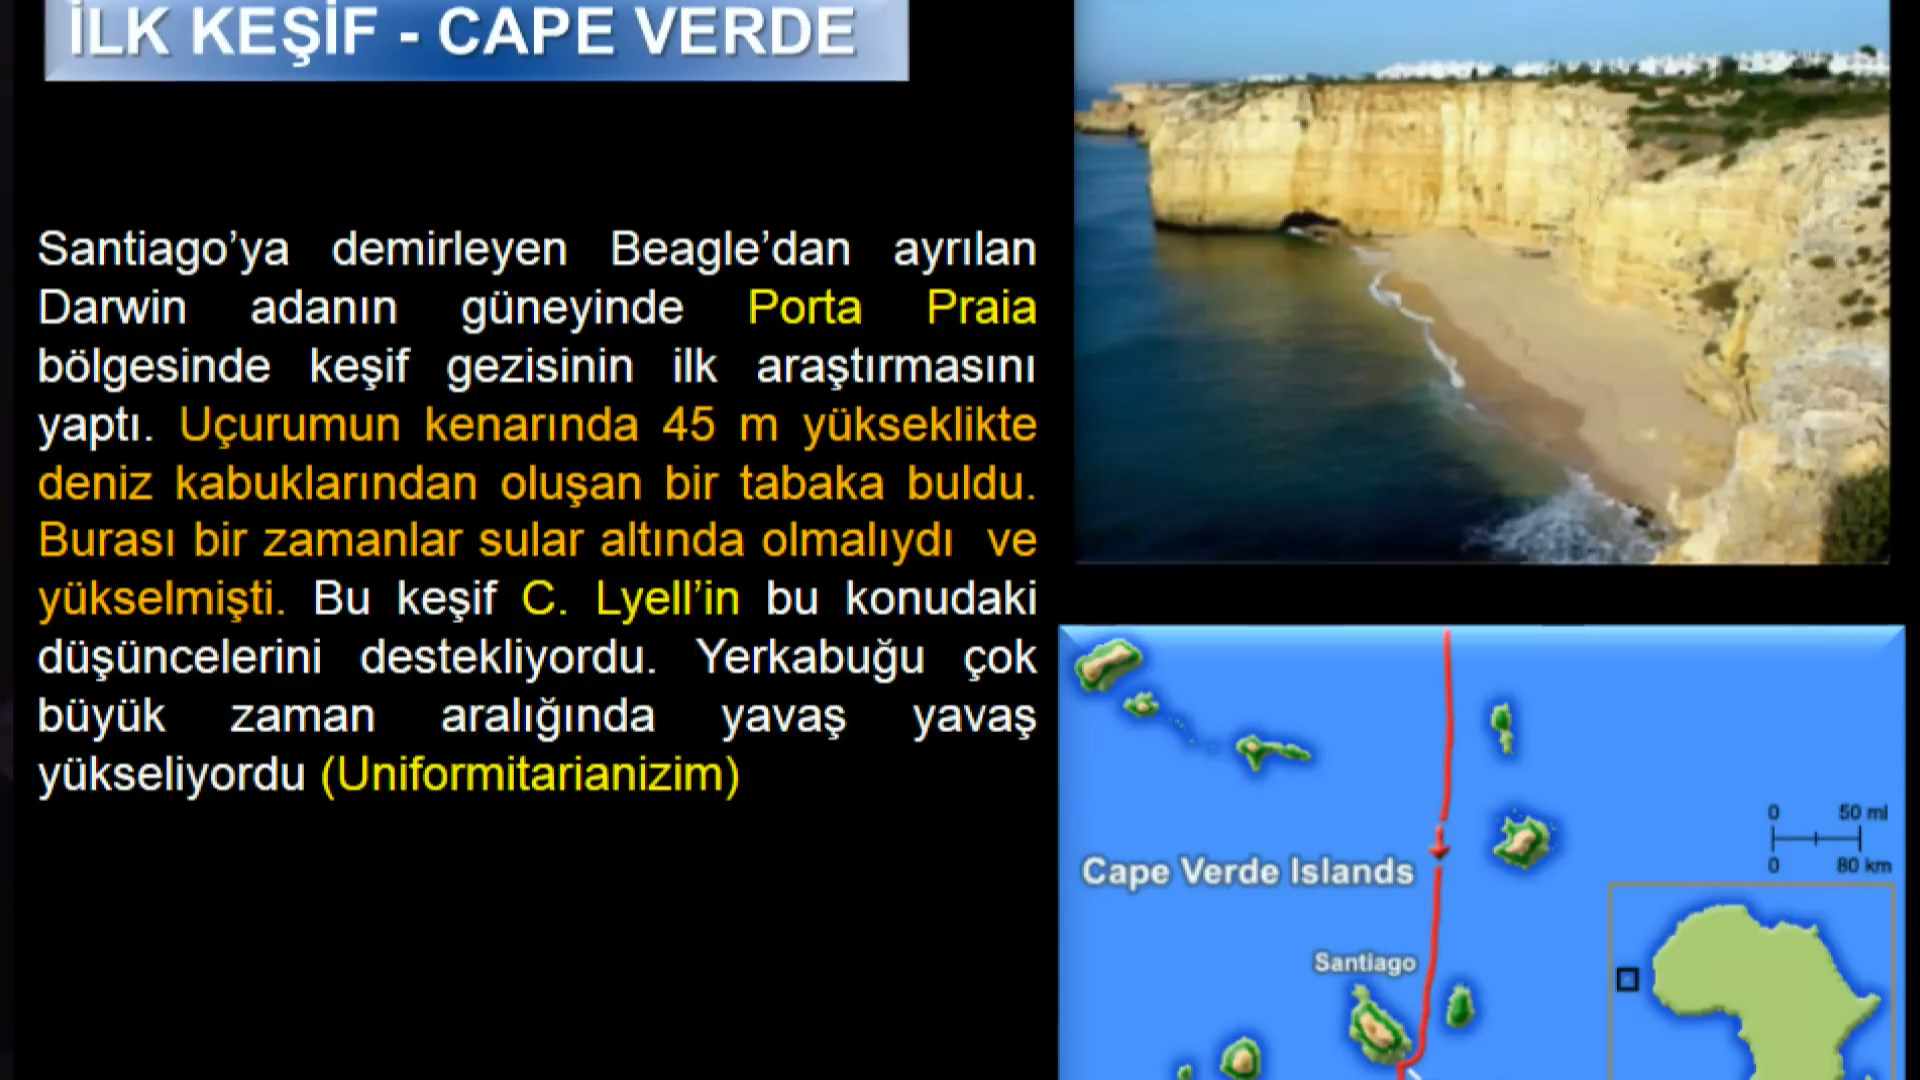 İLK KEŞİF - CAPE VERDE
Santiago’ya demirleyen Beagle’dan ayrılan
Darwin adanın güneyinde Porta Praia
bölgesinde keşif gezisinin ilk araştırmasını
yaptı. Uçurumun kenarında 45 m yükseklikte
deniz kabuklarından oluşan bir tabaka buldu.
Burası bir zamanlar sular altında olmalıydı ve
yükselmişti. Bu keşif C. Lyell’in bu konudaki
düşüncelerini destekliyordu. Yerkabuğu çok
büyük zaman aralığında yavaş yavaş
yükseliyordu (Uniformitarianizim)
0 50 ml
0 80 km
Cape Verde Islands
Santiago